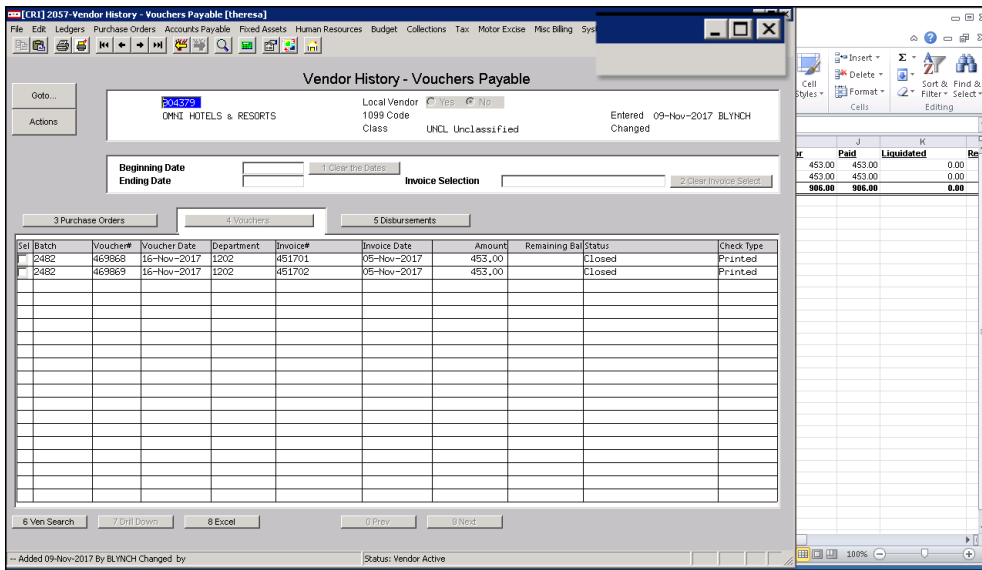 [CRI] 2057-Vendor History - Vouchers Payable [theresa]
File Edit Ledgers Purchase Orders Accounts Payable Fixed Assets Human Resources Budget Collections Tax Motor Excise Misc Billing Sys
Vendor History - Vouchers Payable
Goto...
Actions
304379
OMNI HOTELS & RESORTS
Local Vendor Yes No
1099 Code
Class UNCL Unclassified
Entered 09-Nov-2017 BLYNCH
Changed
Beginning Date
1 Clear the Dates
Ending Date
Invoice Selection
2 Clear Invoice Select
3 Purchase Orders
4 Vouchers
5 Disbursements
Sel Batch Voucher# Voucher Date Department Invoice# Invoice Date Amount Remaining Bal Status Check Type
2482 469868 16-Nov-2017 1202 451701 05-Nov-2017 453.00 Closed Printed
2482 469869 16-Nov-2017 1202 451702 05-Nov-2017 453.00 Closed Printed
6 Ven Search
7 Drill Down
8 Excel
0 Prev
9 Next
-- Added 09-Nov-2017 By BLYNCH Changed by
Status: Vendor Active
Insert
Delete
Format
Cells
Cell
Styles
Σ
Sort & Filter
Find & Select
Editing
J K
or Paid Liquidated Re
453.00 453.00 0.00
453.00 453.00 0.00
906.00 906.00 0.00
100%